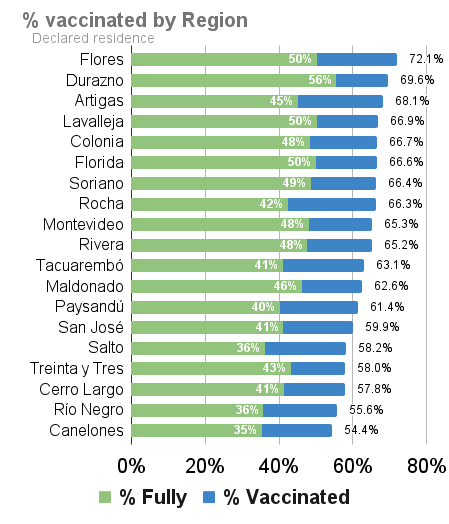 % vaccinated by Region
Declared residence
Flores 50% 72.1%
Durazno 56% 69.6%
Artigas 45% 68.1%
Lavalleja 50% 66.9%
Colonia 48% 66.7%
Florida 50% 66.6%
Soriano 49% 66.4%
Rocha 42% 66.3%
Montevideo 48% 65.3%
Rivera 48% 65.2%
Tacuarembó 41% 63.1%
Maldonado 46% 62.6%
Paysandú 40% 61.4%
San José 41% 59.9%
Salto 36% 58.2%
Treinta y Tres 43% 58.0%
Cerro Largo 41% 57.8%
Río Negro 36% 55.6%
Canelones 35% 54.4%
0% 20% 40% 60% 80%
% Fully % Vaccinated